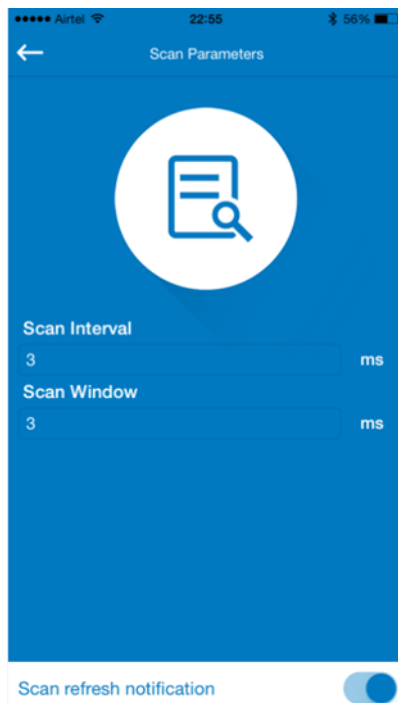 Airtel 22:55 56%
Scan Parameters
Scan Interval
3 ms
Scan Window
3 ms
Scan refresh notification